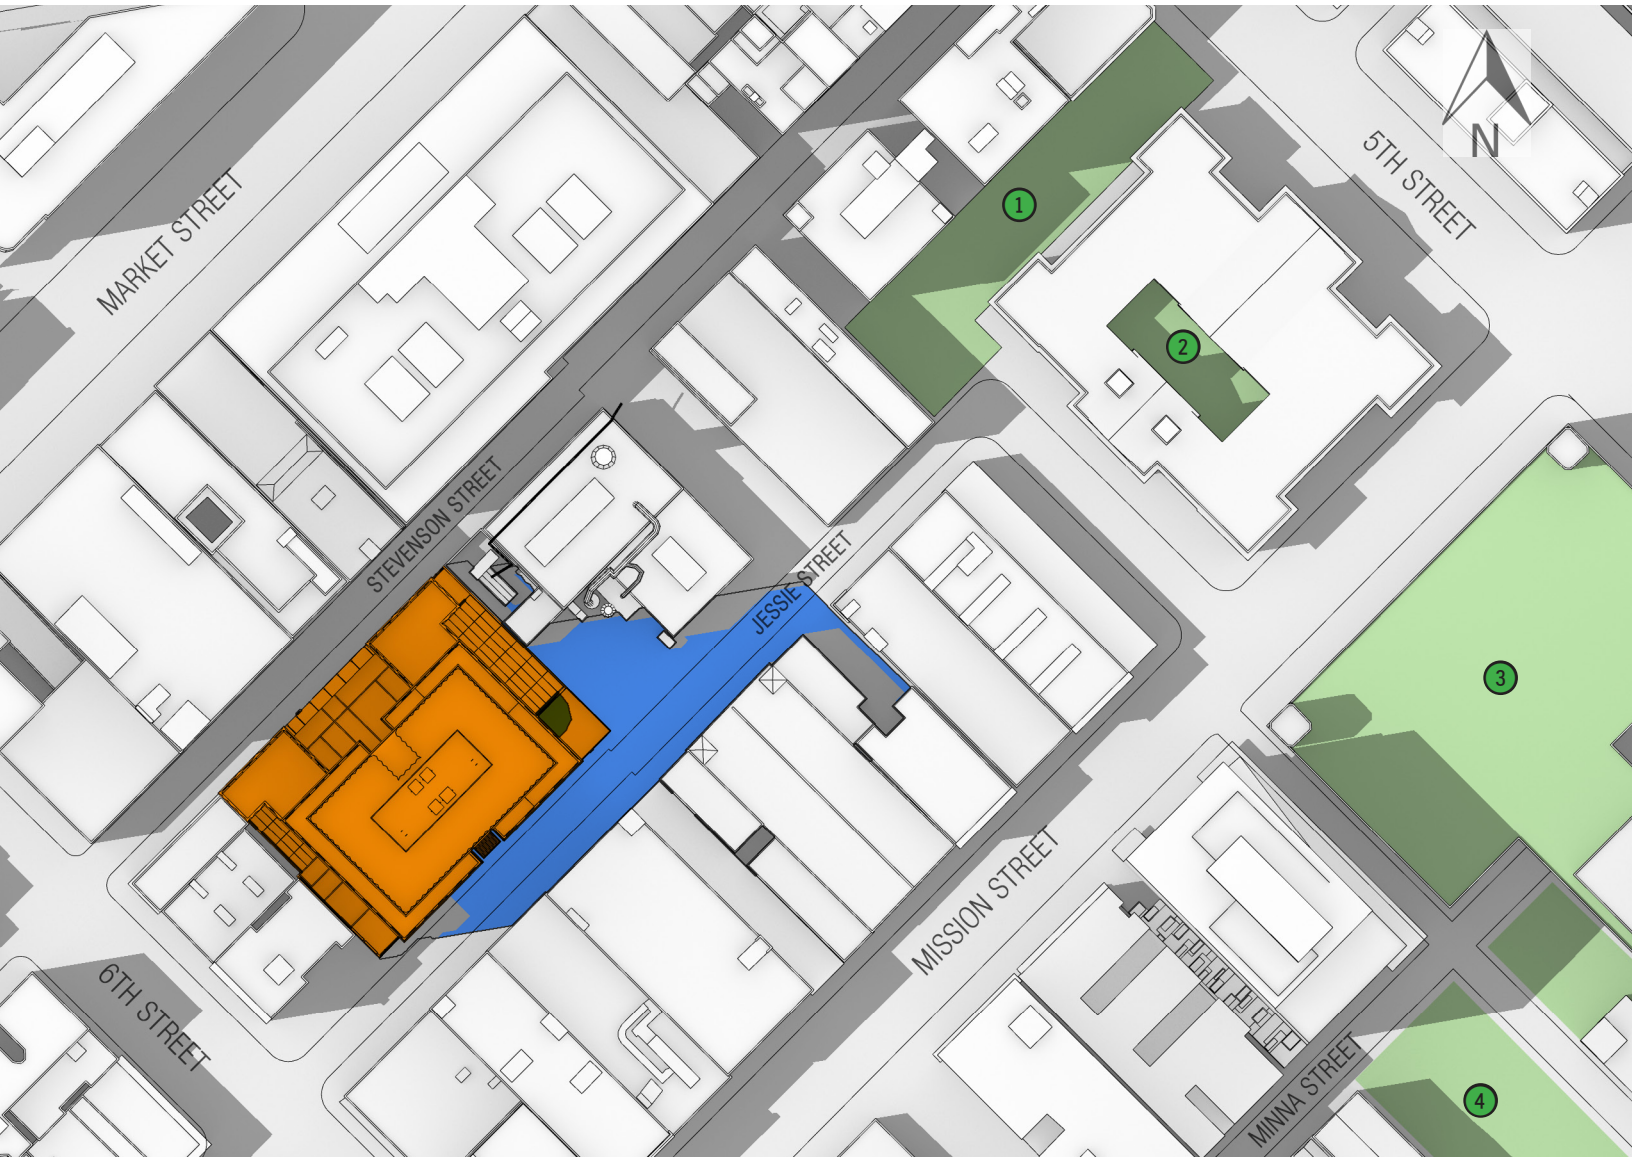 5TH STREET
N
MARKET STREET
1
2
STEVENSON STREET
JESSIE STREET
3
MISSION STREET
6TH STREET
MINNA STREET
4